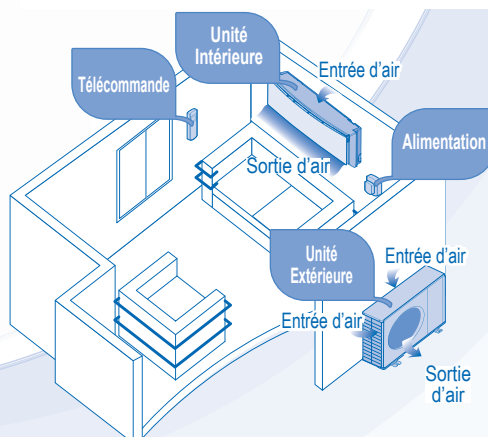 Unité
Intérieure
Entrée d'air
Télécommande
Alimentation
Sortie d'air
Unité
Extérieure
Entrée d'air
Entrée d'air
Sortie
d'air